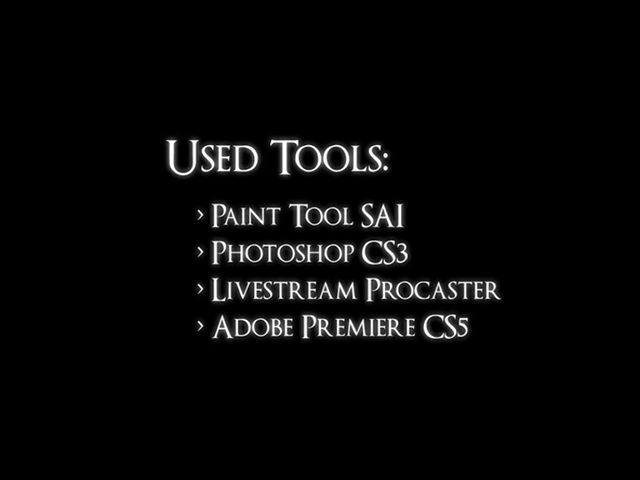 Used Tools:
› Paint Tool SAI
› Photoshop CS3
› Livestream Procaster
› Adobe Premiere CS5